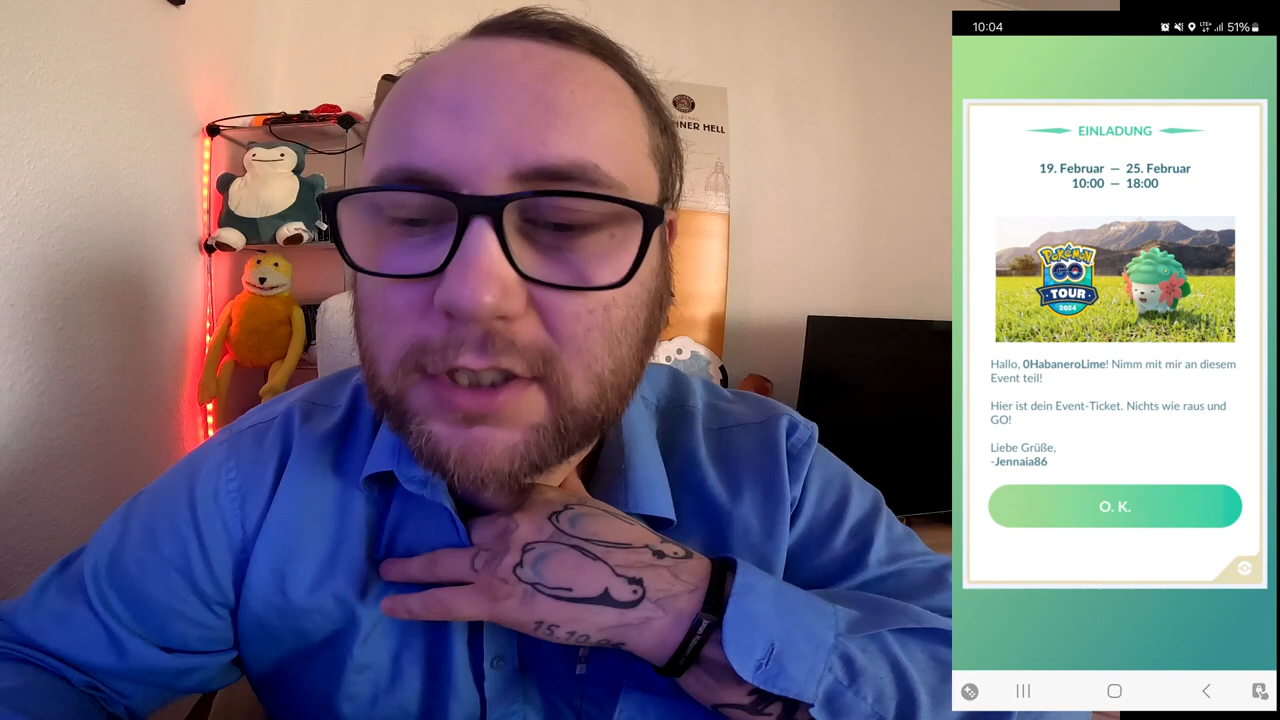 10:04
LTE+
51%
EINLADUNG
19. Februar — 25. Februar
10:00 — 18:00
POKÉMON
GO
TOUR
2024
Hallo, 0HabaneroLime! Nimm mit mir an diesem
Event teil!
Hier ist dein Event-Ticket. Nichts wie raus und
GO!
Liebe Grüße,
-Jennaia86
O. K.
HNER HELL
15.10.